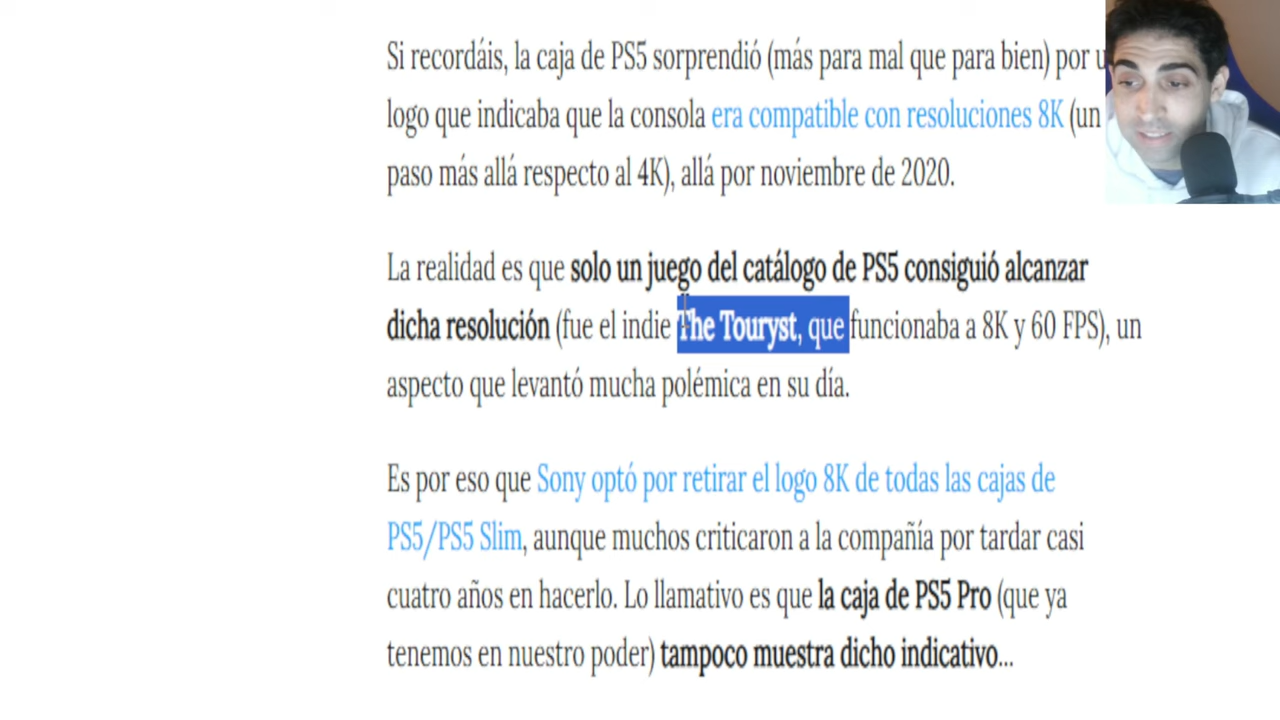 Si recordáis, la caja de PS5 sorprendió (más para mal que para bien) por
logo que indicaba que la consola era compatible con resoluciones 8K (un
paso más allá respecto al 4K), allá por noviembre de 2020.
La realidad es que solo un juego del catálogo de PS5 consiguió alcanzar
dicha resolución (fue el indie The Touryst, que funcionaba a 8K y 60 FPS), un
aspecto que levantó mucha polémica en su día.
Es por eso que Sony optó por retirar el logo 8K de todas las cajas de
PS5/PS5 Slim, aunque muchos criticaron a la compañía por tardar casi
cuatro años en hacerlo. Lo llamativo es que la caja de PS5 Pro (que ya
tenemos en nuestro poder) tampoco muestra dicho indicativo...